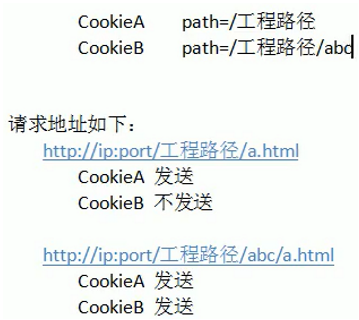 CookieA path=/工程路径
CookieB path=/工程路径/abc
请求地址如下：
http://ip:port/工程路径/a.html
CookieA 发送
CookieB 不发送
http://ip:port/工程路径/abc/a.html
CookieA 发送
CookieB 发送